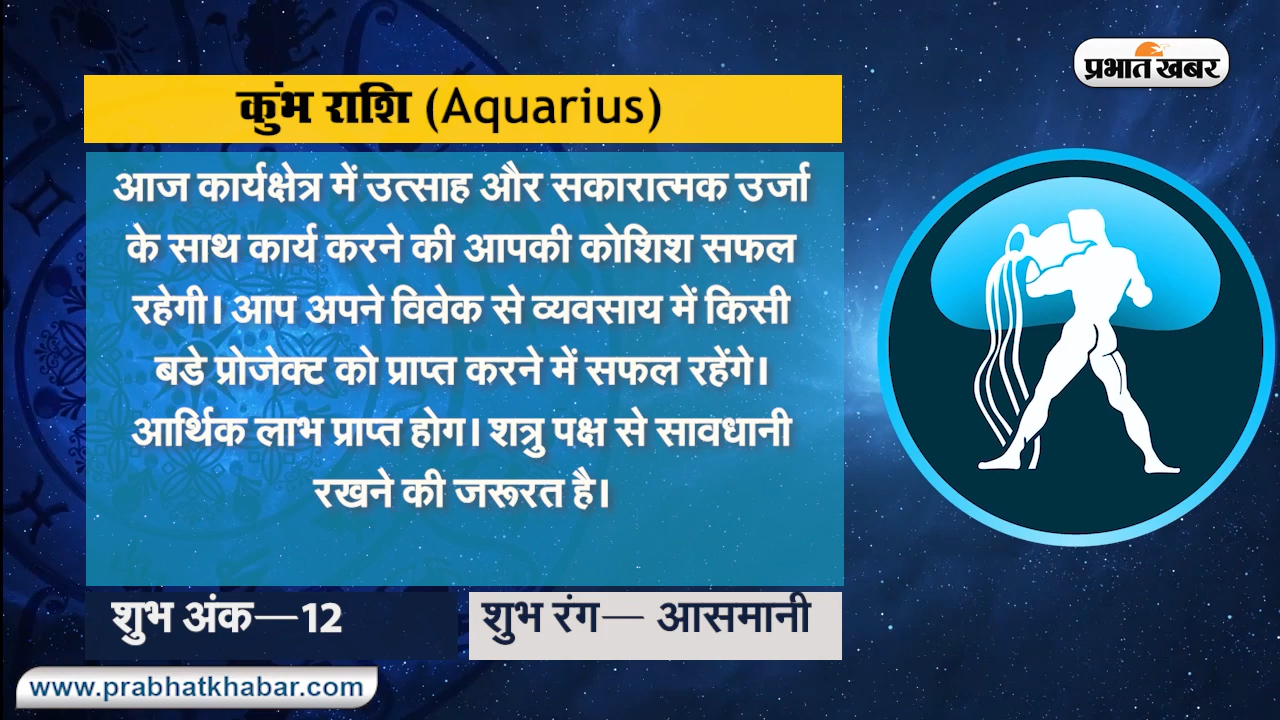 प्रभात खबर
कुंभ राशि (Aquarius)
आज कार्यक्षेत्र में उत्साह और सकारात्मक उर्जा
के साथ कार्य करने की आपकी कोशिश सफल
रहेगी। आप अपने विवेक से व्यवसाय में किसी
बडे प्रोजेक्ट को प्राप्त करने में सफल रहेंगे।
आर्थिक लाभ प्राप्त होग। शत्रु पक्ष से सावधानी
रखने की जरूरत है।
शुभ अंक—12
शुभ रंग— आसमानी
www.prabhatkhabar.com